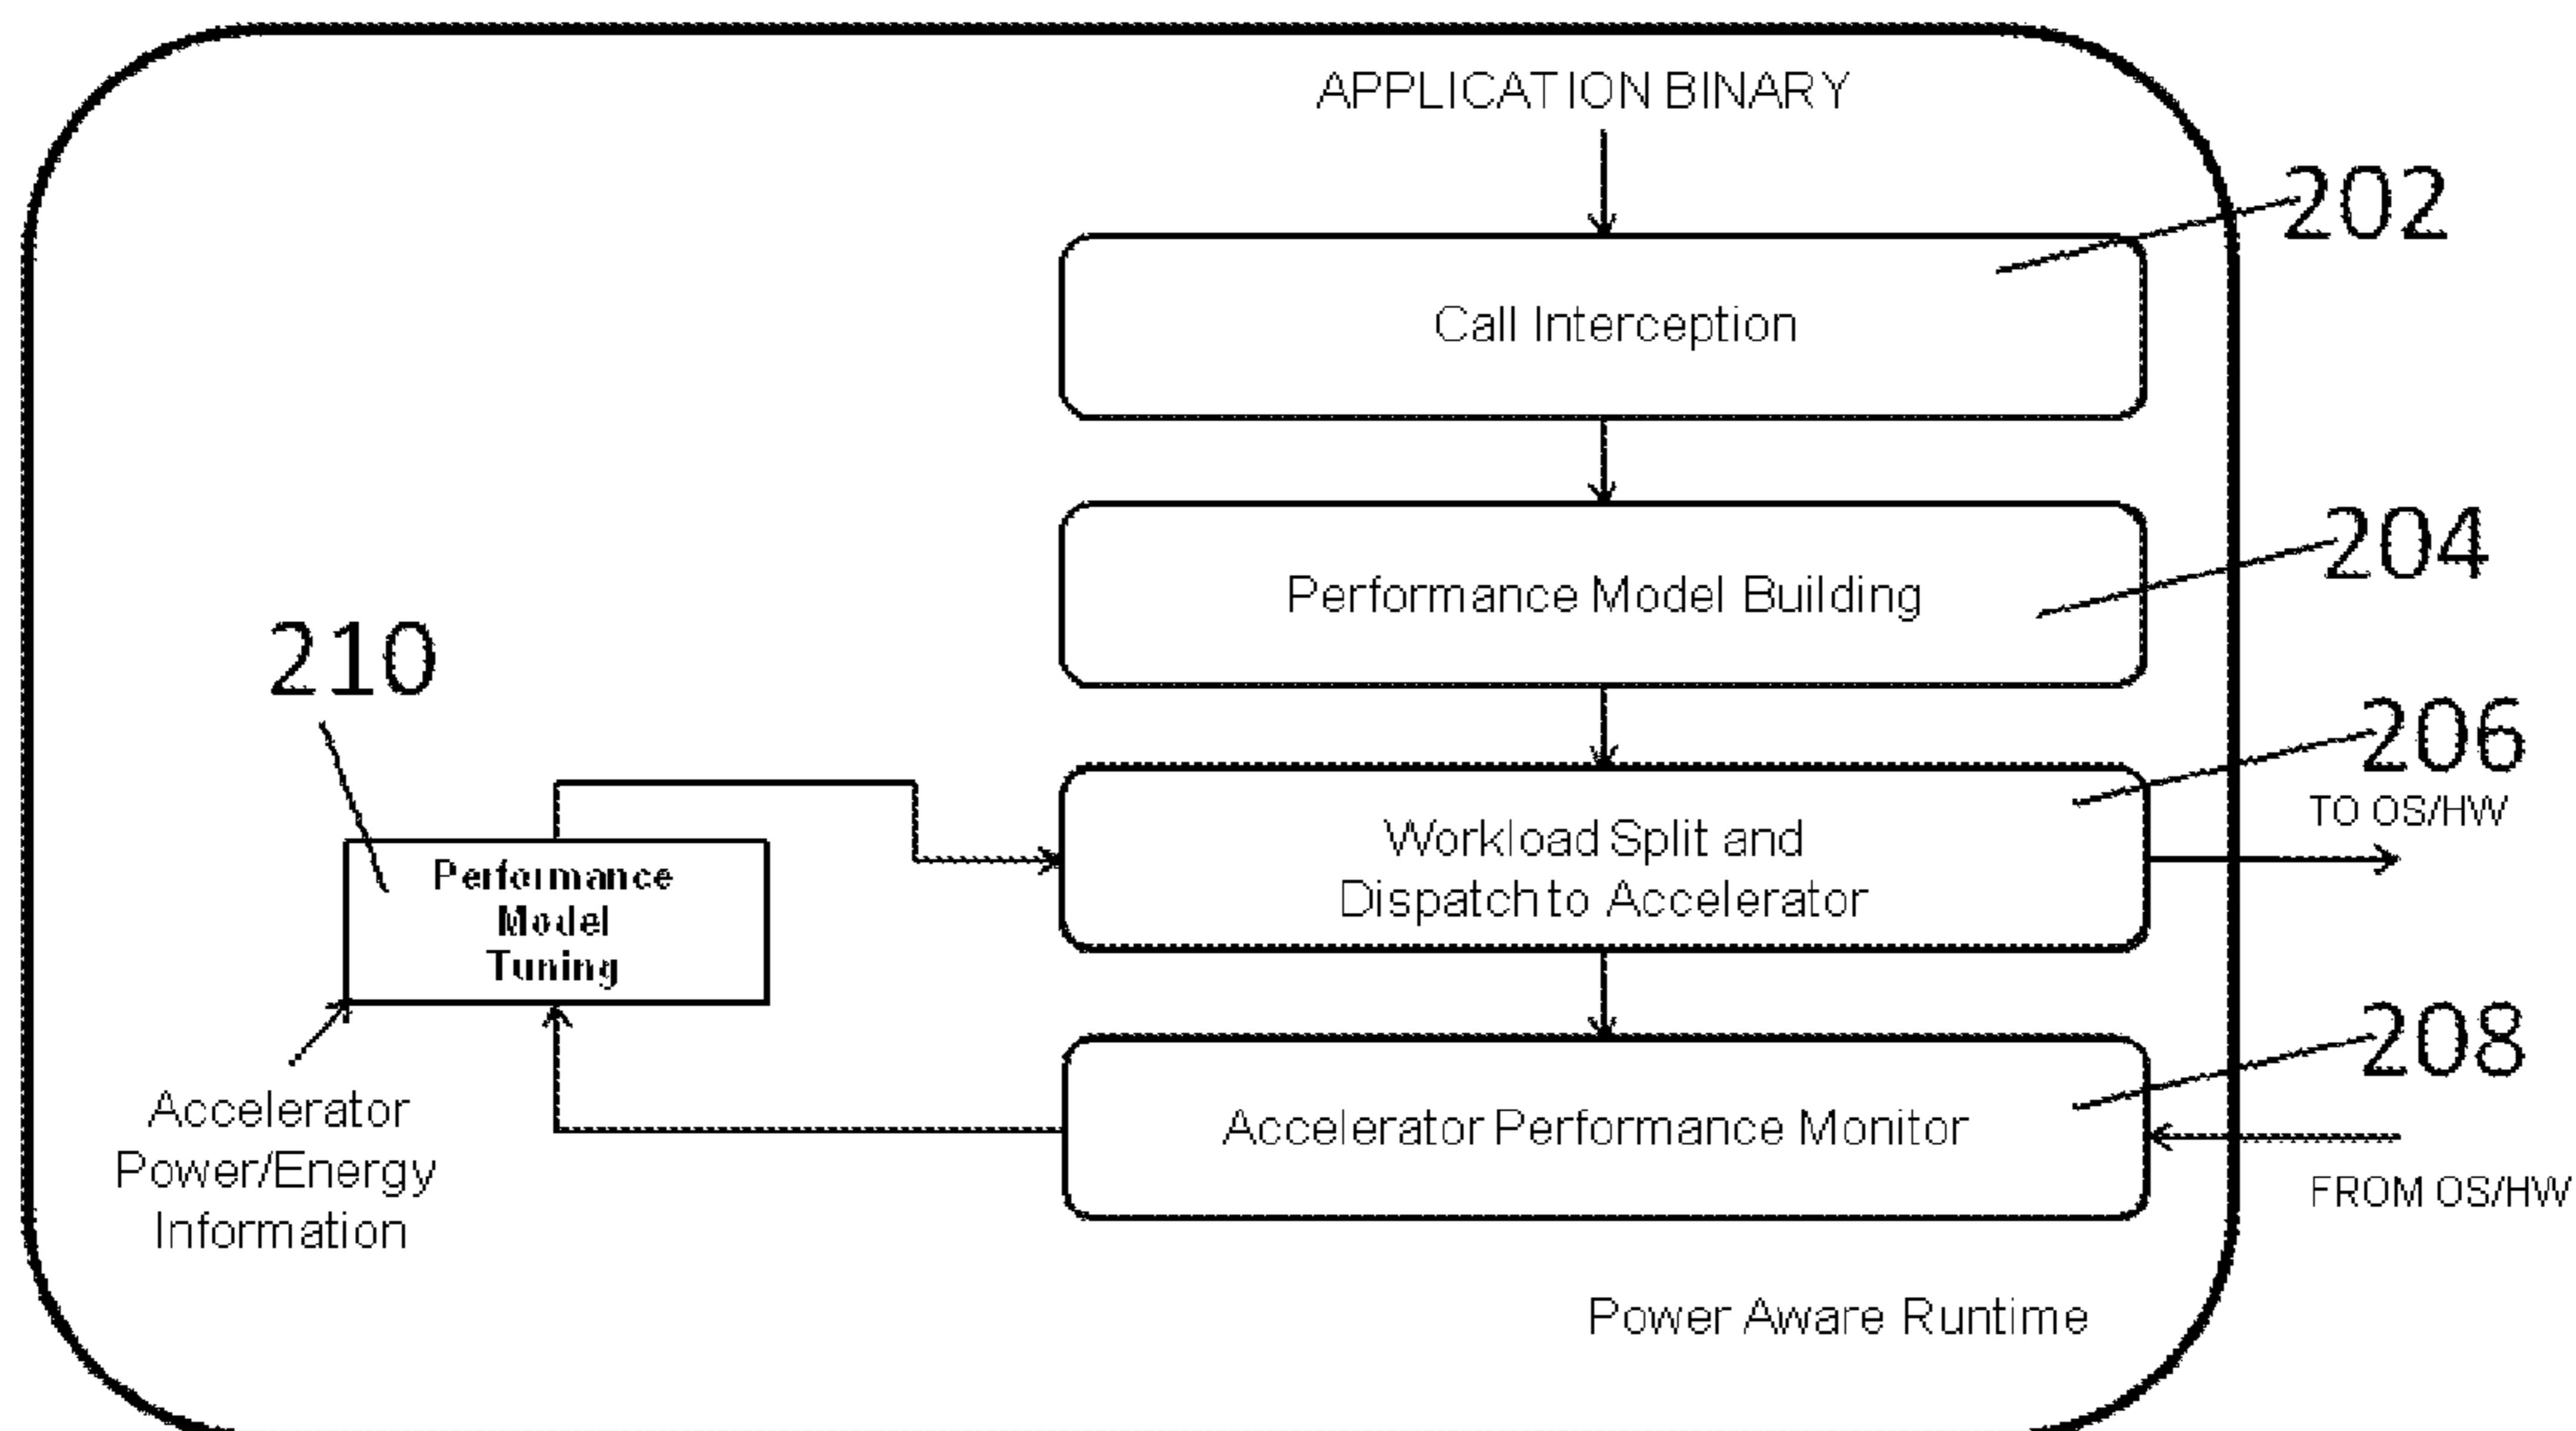 APPLICATION BINARY
202
Call Interception
204
Performance Model Building
210
206
Workload Split and
Dispatch to Accelerator
TO OS/HW
Performance
Model
Tuning
208
Accelerator Performance Monitor
FROM OS/HW
Accelerator
Power/Energy
Information
Power Aware Runtime